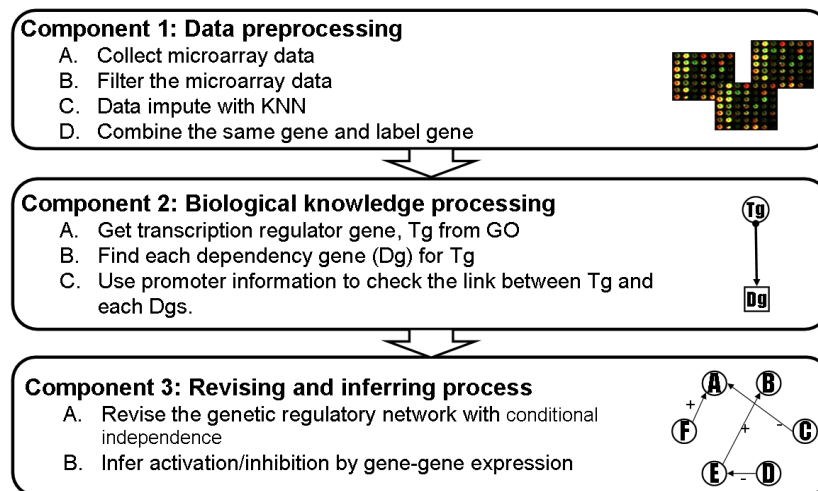 Component 1: Data preprocessing
A. Collect microarray data
B. Filter the microarray data
C. Data impute with KNN
D. Combine the same gene and label gene
Component 2: Biological knowledge processing
A. Get transcription regulator gene, Tg from GO
B. Find each dependency gene (Dg) for Tg
C. Use promoter information to check the link between Tg and
each Dgs.
Tg
Dg
Component 3: Revising and inferring process
A. Revise the genetic regulatory network with conditional
independence
B. Infer activation/inhibition by gene-gene expression
A B
+
F + - C
E - D